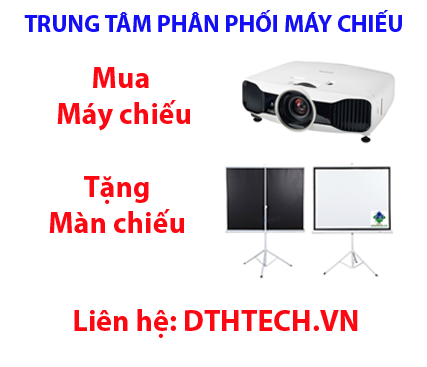 TRUNG TÂM PHÂN PHỐI MÁY CHIẾU
Mua
Máy chiếu
Tặng
Màn chiếu
Liên hệ: DTHTECH.VN